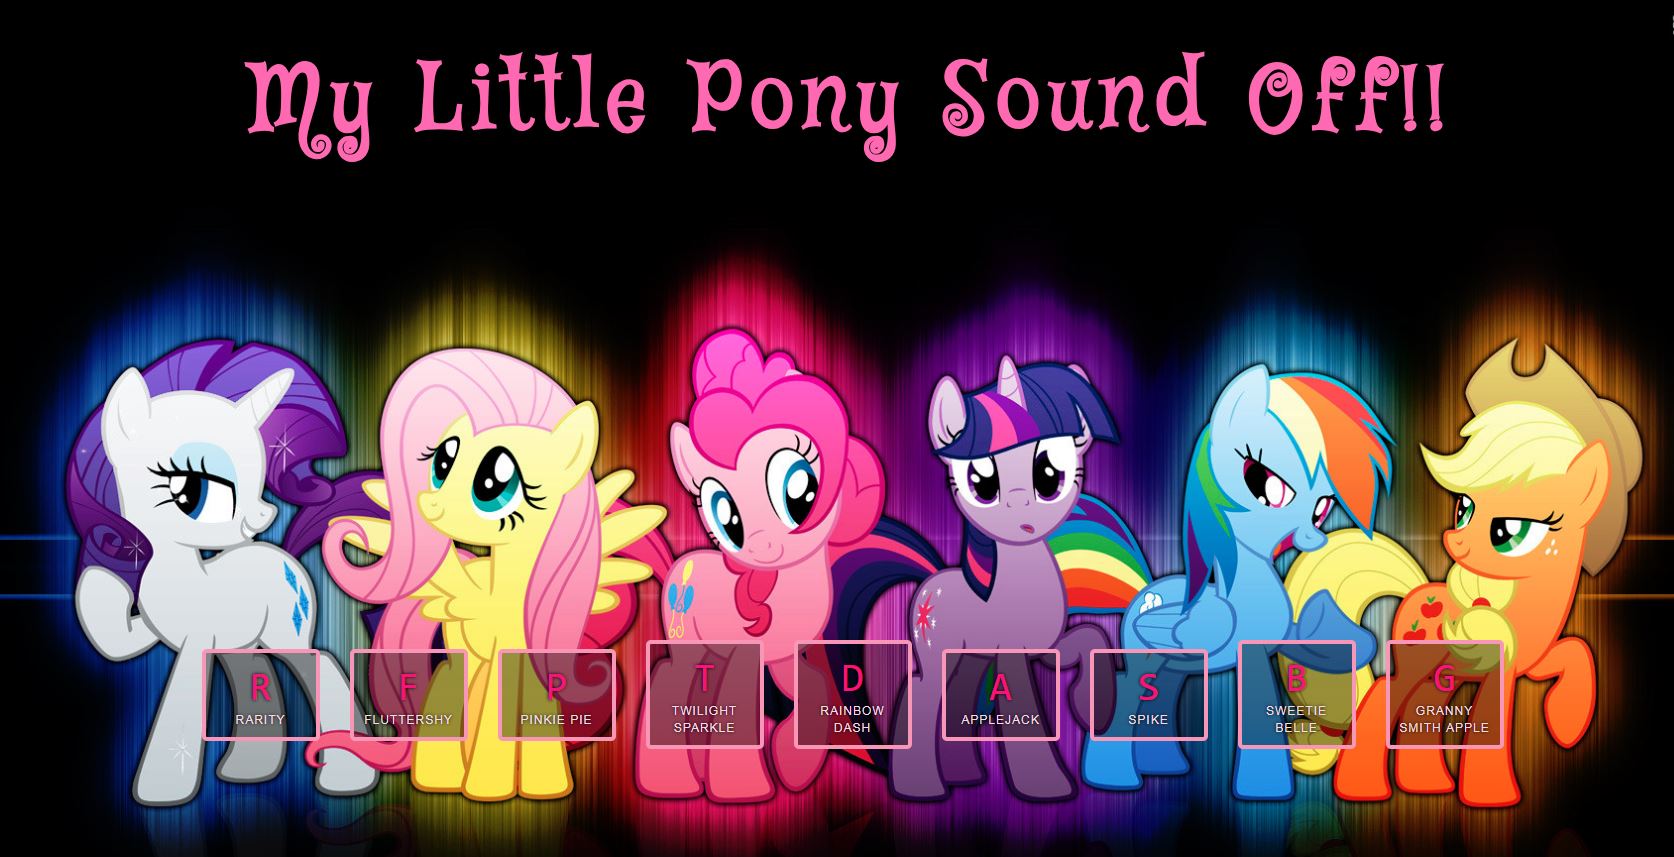 My Little Pony Sound Off!!
R
RARITY
F
FLUTTERSHY
P
PINKIE PIE
T
TWILIGHT
SPARKLE
D
RAINBOW
DASH
A
APPLEJACK
S
SPIKE
B
SWEETIE
BELLE
G
GRANNY
SMITH APPLE